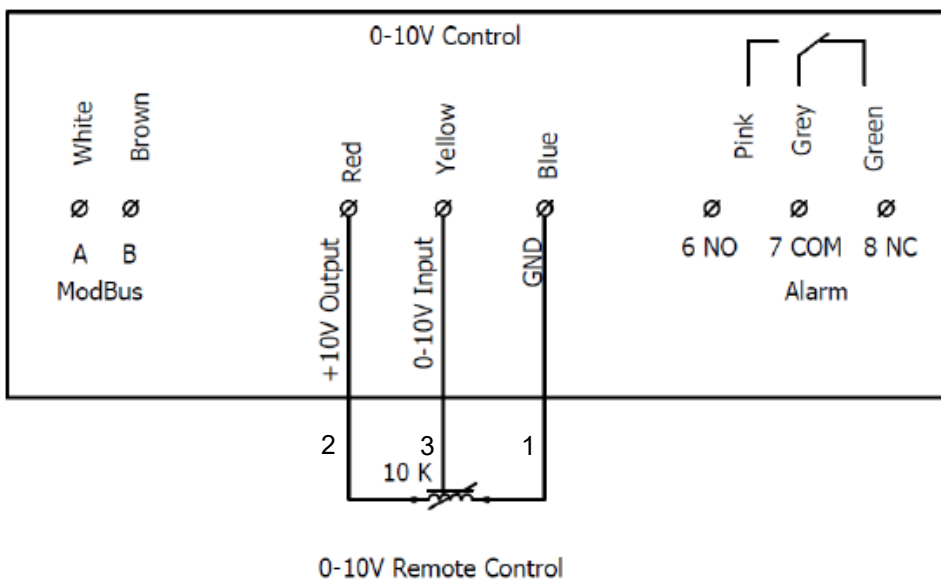 0-10V Control
White
Brown
Red
Yellow
Blue
Pink
Grey
Green
A
B
ModBus
+10V Output
0-10V Input
GND
6 NO
7 COM
8 NC
Alarm
2
3
1
10 K
0-10V Remote Control